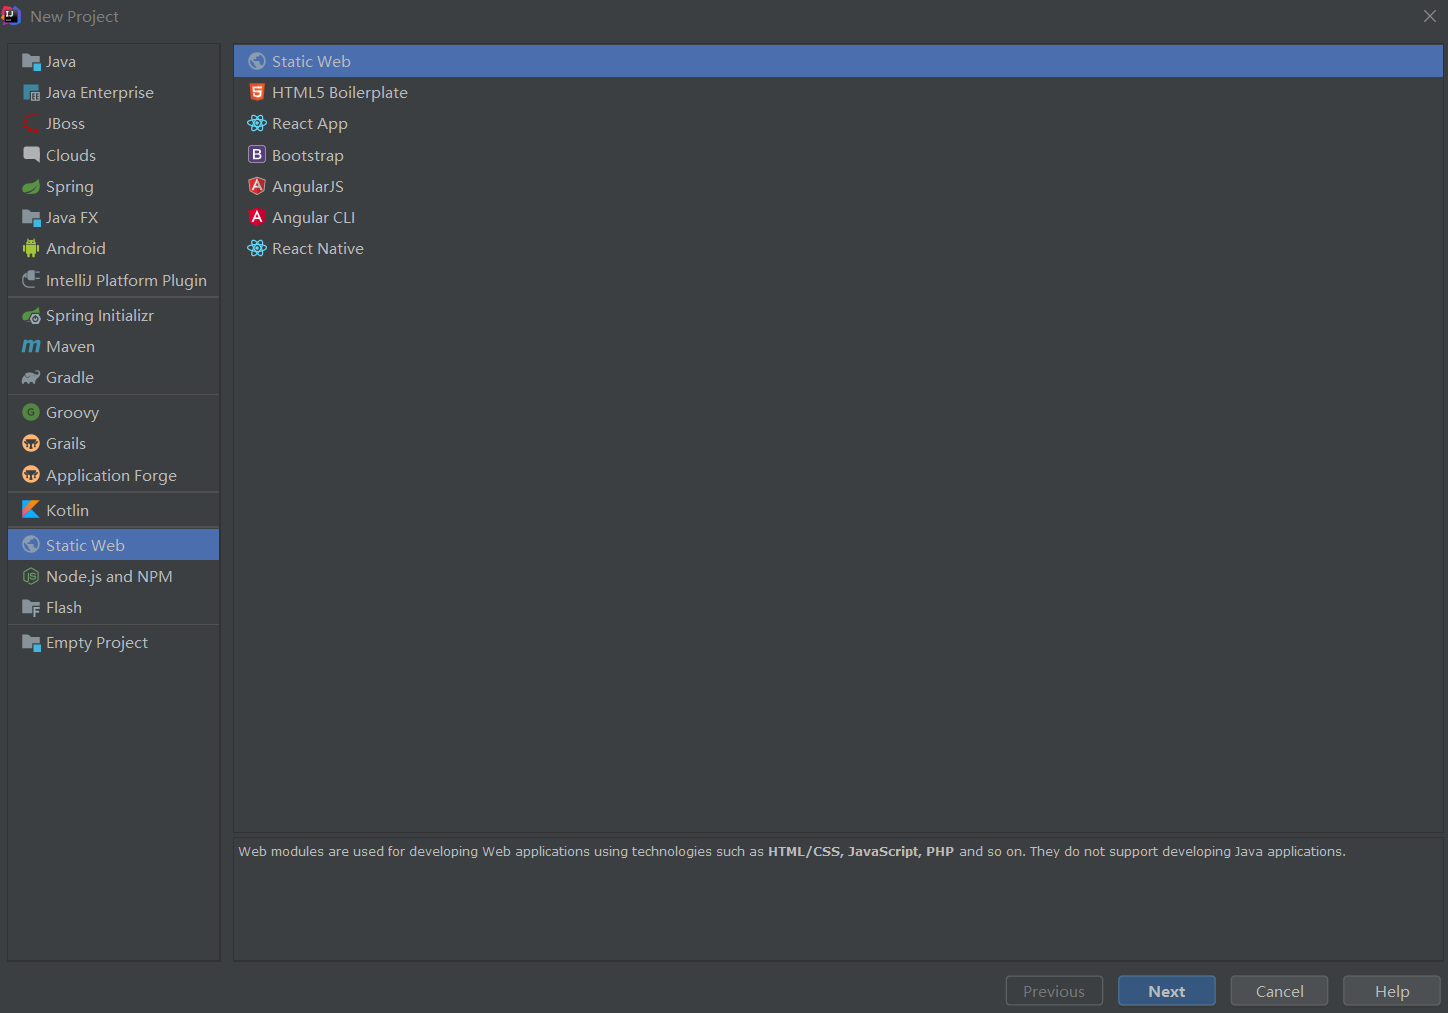 New Project
Java
Java Enterprise
JBoss
Clouds
Spring
Java FX
Android
IntelliJ Platform Plugin
Spring Initializr
Maven
Gradle
Groovy
Grails
Application Forge
Kotlin
Static Web
Node.js and NPM
Flash
Empty Project
Static Web
HTML5 Boilerplate
React App
Bootstrap
AngularJS
Angular CLI
React Native
Web modules are used for developing Web applications using technologies such as HTML/CSS, JavaScript, PHP and so on. They do not support developing Java applications.
Previous
Next
Cancel
Help